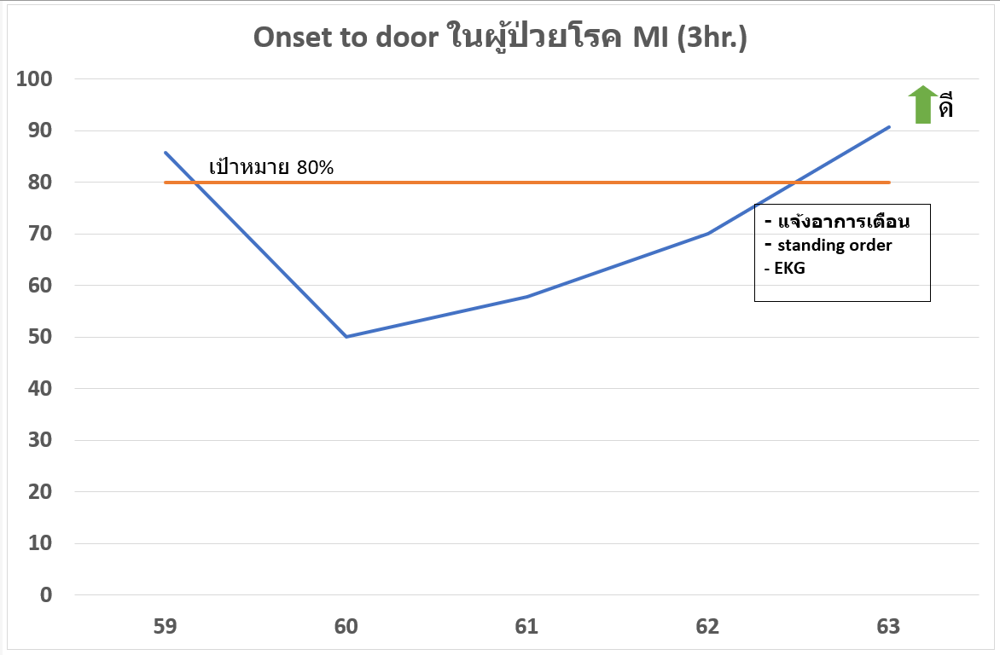 Onset to door ในผู้ป่วยโรค MI (3hr.)
100
90
80
70
60
50
40
30
20
10
0
ดี
เป้าหมาย 80%
- แจ้งอาการเตือน
- standing order
- EKG
59 60 61 62 63